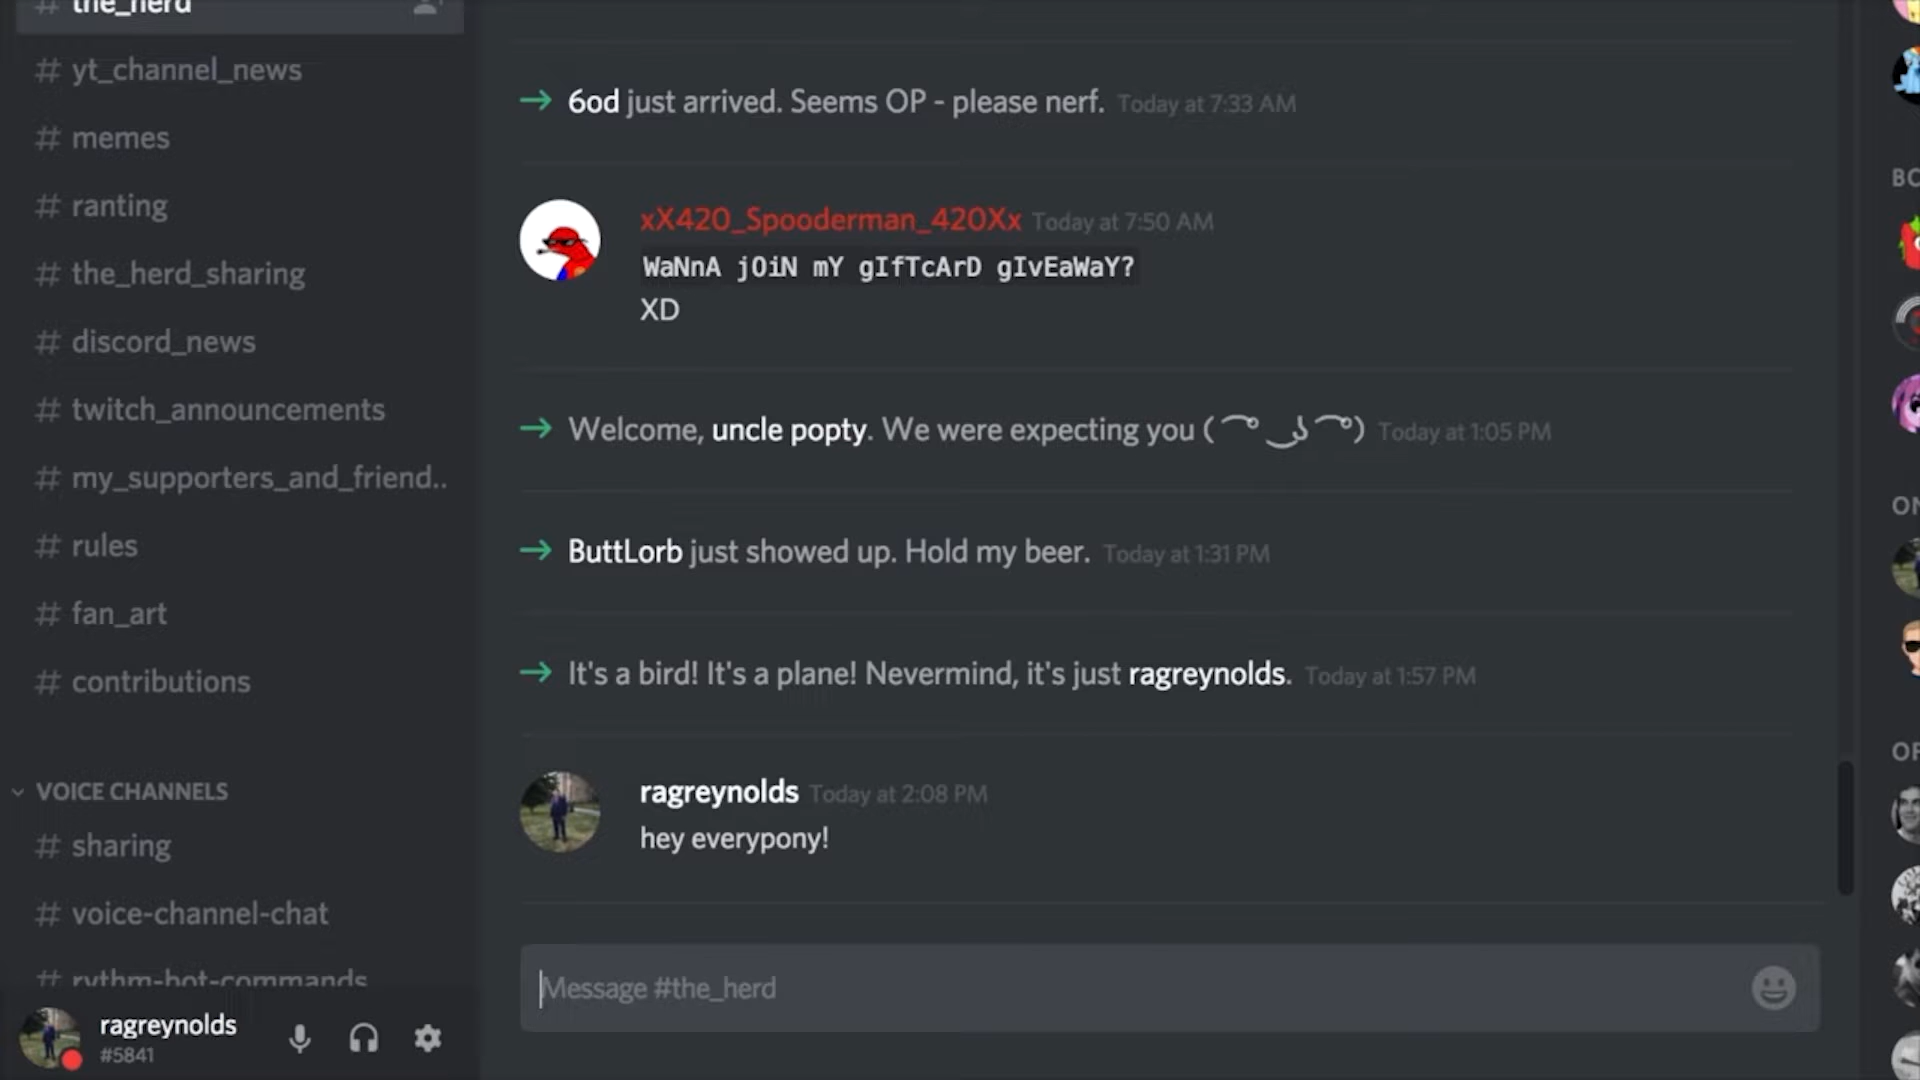 # the_herd
# yt_channel_news
# memes
# ranting
# the_herd_sharing
# discord_news
# twitch_announcements
# my_supporters_and_friend..
# rules
# fan_art
# contributions
VOICE CHANNELS
# sharing
# voice-channel-chat
# rythm-bot-commands
ragreynolds
#5841
6od just arrived. Seems OP - please nerf. Today at 7:33 AM
xX420_Spooderman_420Xx Today at 7:50 AM
WaNnA jOiN mY gIfTcArD gIvEaWaY?
XD
Welcome, uncle popty. We were expecting you ( ͡° ͜ʖ ͡°) Today at 1:05 PM
ButtLorb just showed up. Hold my beer. Today at 1:31 PM
It's a bird! It's a plane! Nevermind, it's just ragreynolds. Today at 1:57 PM
ragreynolds Today at 2:08 PM
hey everypony!
Message #the_herd